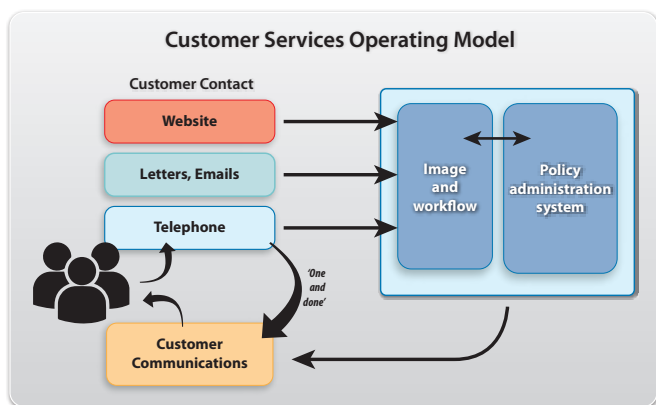 Customer Services Operating Model
Customer Contact
Website
Letters, Emails
Telephone
Image
and
workflow
Policy
administration
system
'One
and
done'
Customer
Communications